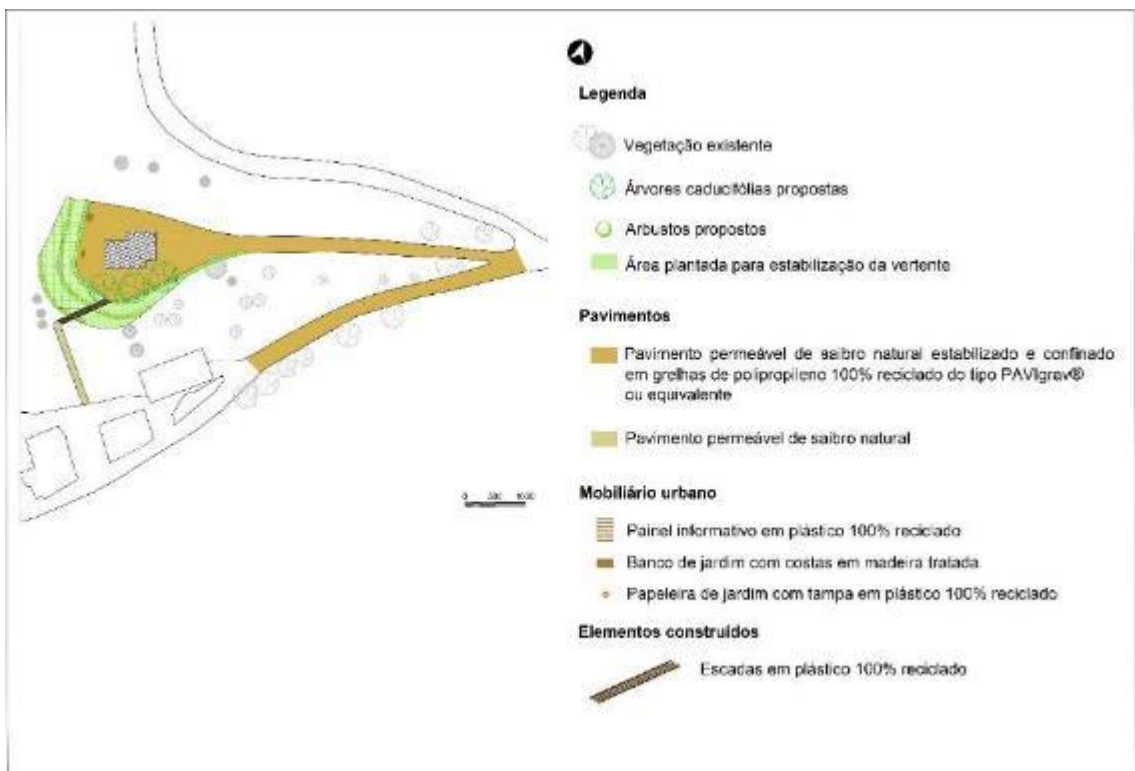 Legenda
Vegetação existente
Árvores caducifólias propostas
Arbustos propostos
Área plantada para estabilização da vertente
Pavimentos
Pavimento permeável de saibro natural estabilizado e confinado
em grelhas de polipropileno 100% reciclado do tipo PAVIgrav®
ou equivalente
Pavimento permeável de saibro natural
0 500 1000
Mobiliário urbano
Painel informativo em plástico 100% reciclado
Banco de jardim com costas em madeira tratada
Papeleira de jardim com tampa em plástico 100% reciclado
Elementos construídos
Escadas em plástico 100% reciclado